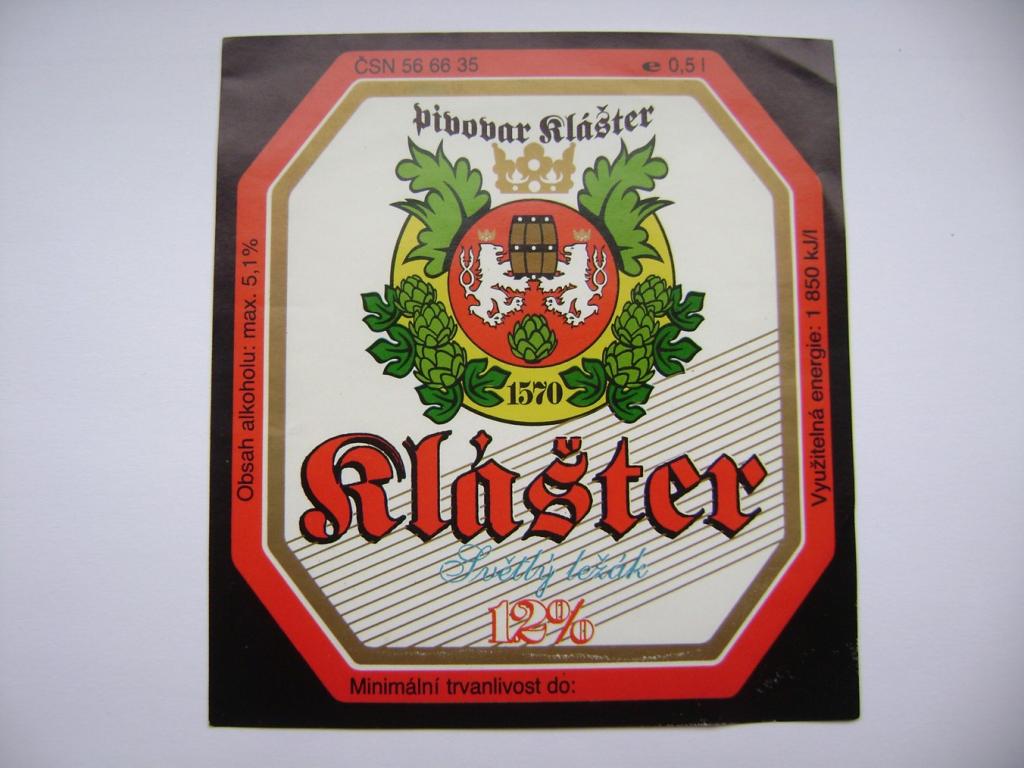 ČSN 56 66 35
e 0,5 l
pivovar Klášter
Obsah alkoholu: max. 5,1%
Využitelná energie: 1 850 kJ/l
1570
Klášter
Světlý ležák
12%
Minimální trvanlivost do: